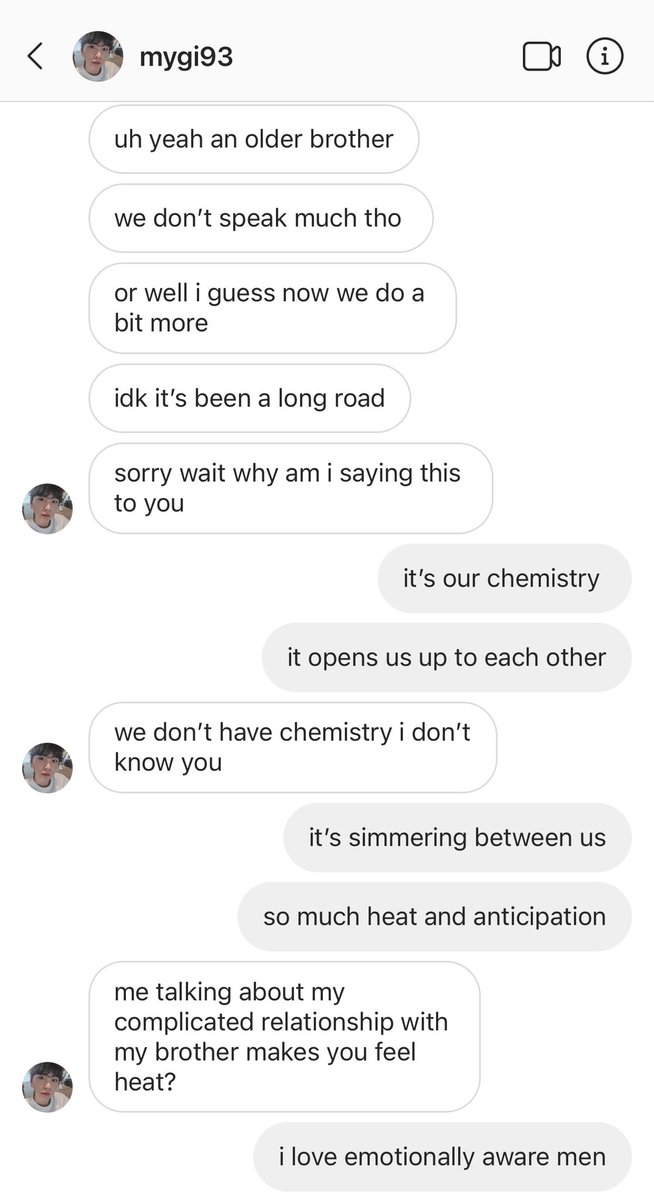 mygi93
uh yeah an older brother
we don’t speak much tho
or well i guess now we do a
bit more
idk it’s been a long road
sorry wait why am i saying this
to you
it’s our chemistry
it opens us up to each other
we don’t have chemistry i don’t
know you
it’s simmering between us
so much heat and anticipation
me talking about my
complicated relationship with
my brother makes you feel
heat?
i love emotionally aware men